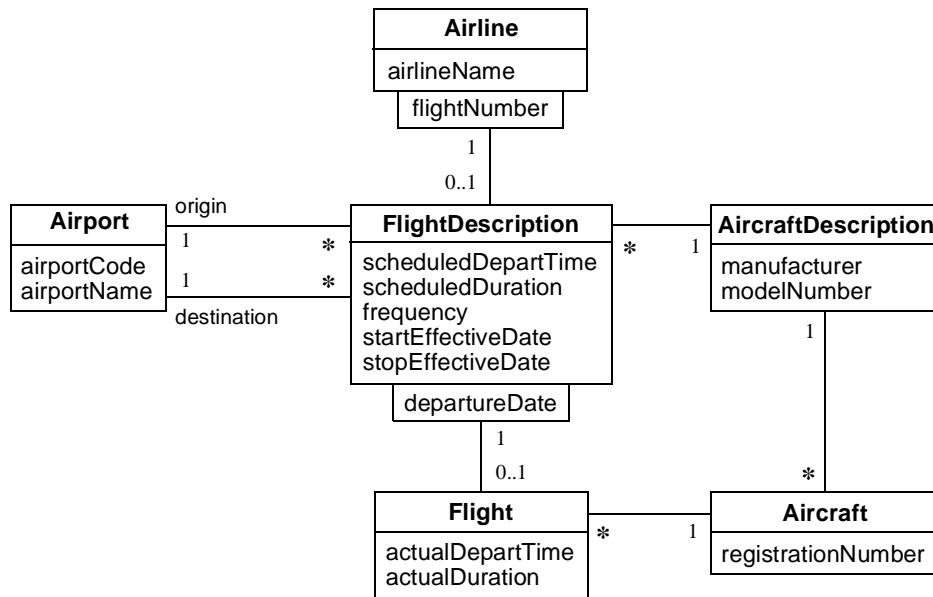 Airline
airlineName
flightNumber
1
0..1
origin
Airport
airportCode
airportName
1
*
1
*
destination
FlightDescription
scheduledDepartTime
scheduledDuration
frequency
startEffectiveDate
stopEffectiveDate
departureDate
*
1
AircraftDescription
manufacturer
modelNumber
1
*
1
0..1
Flight
actualDepartTime
actualDuration
*
1
Aircraft
registrationNumber